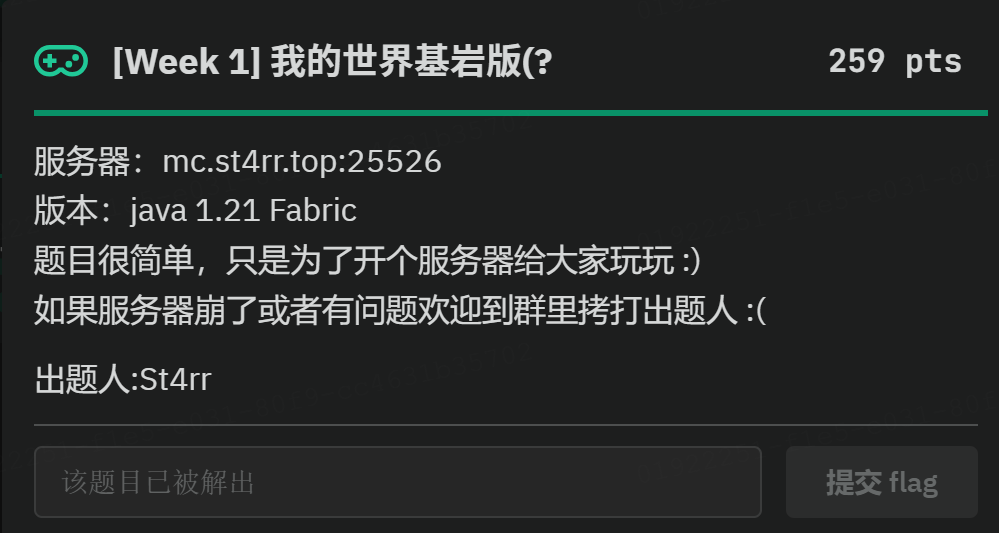 [Week 1] 我的世界基岩版(?
259 pts
服务器：mc.st4rr.top:25526
版本：java 1.21 Fabric
题目很简单，只是为了开个服务器给大家玩玩 :)
如果服务器崩了或者有问题欢迎到群里拷打出题人 :(
出题人:St4rr
该题目已被解出
提交 flag